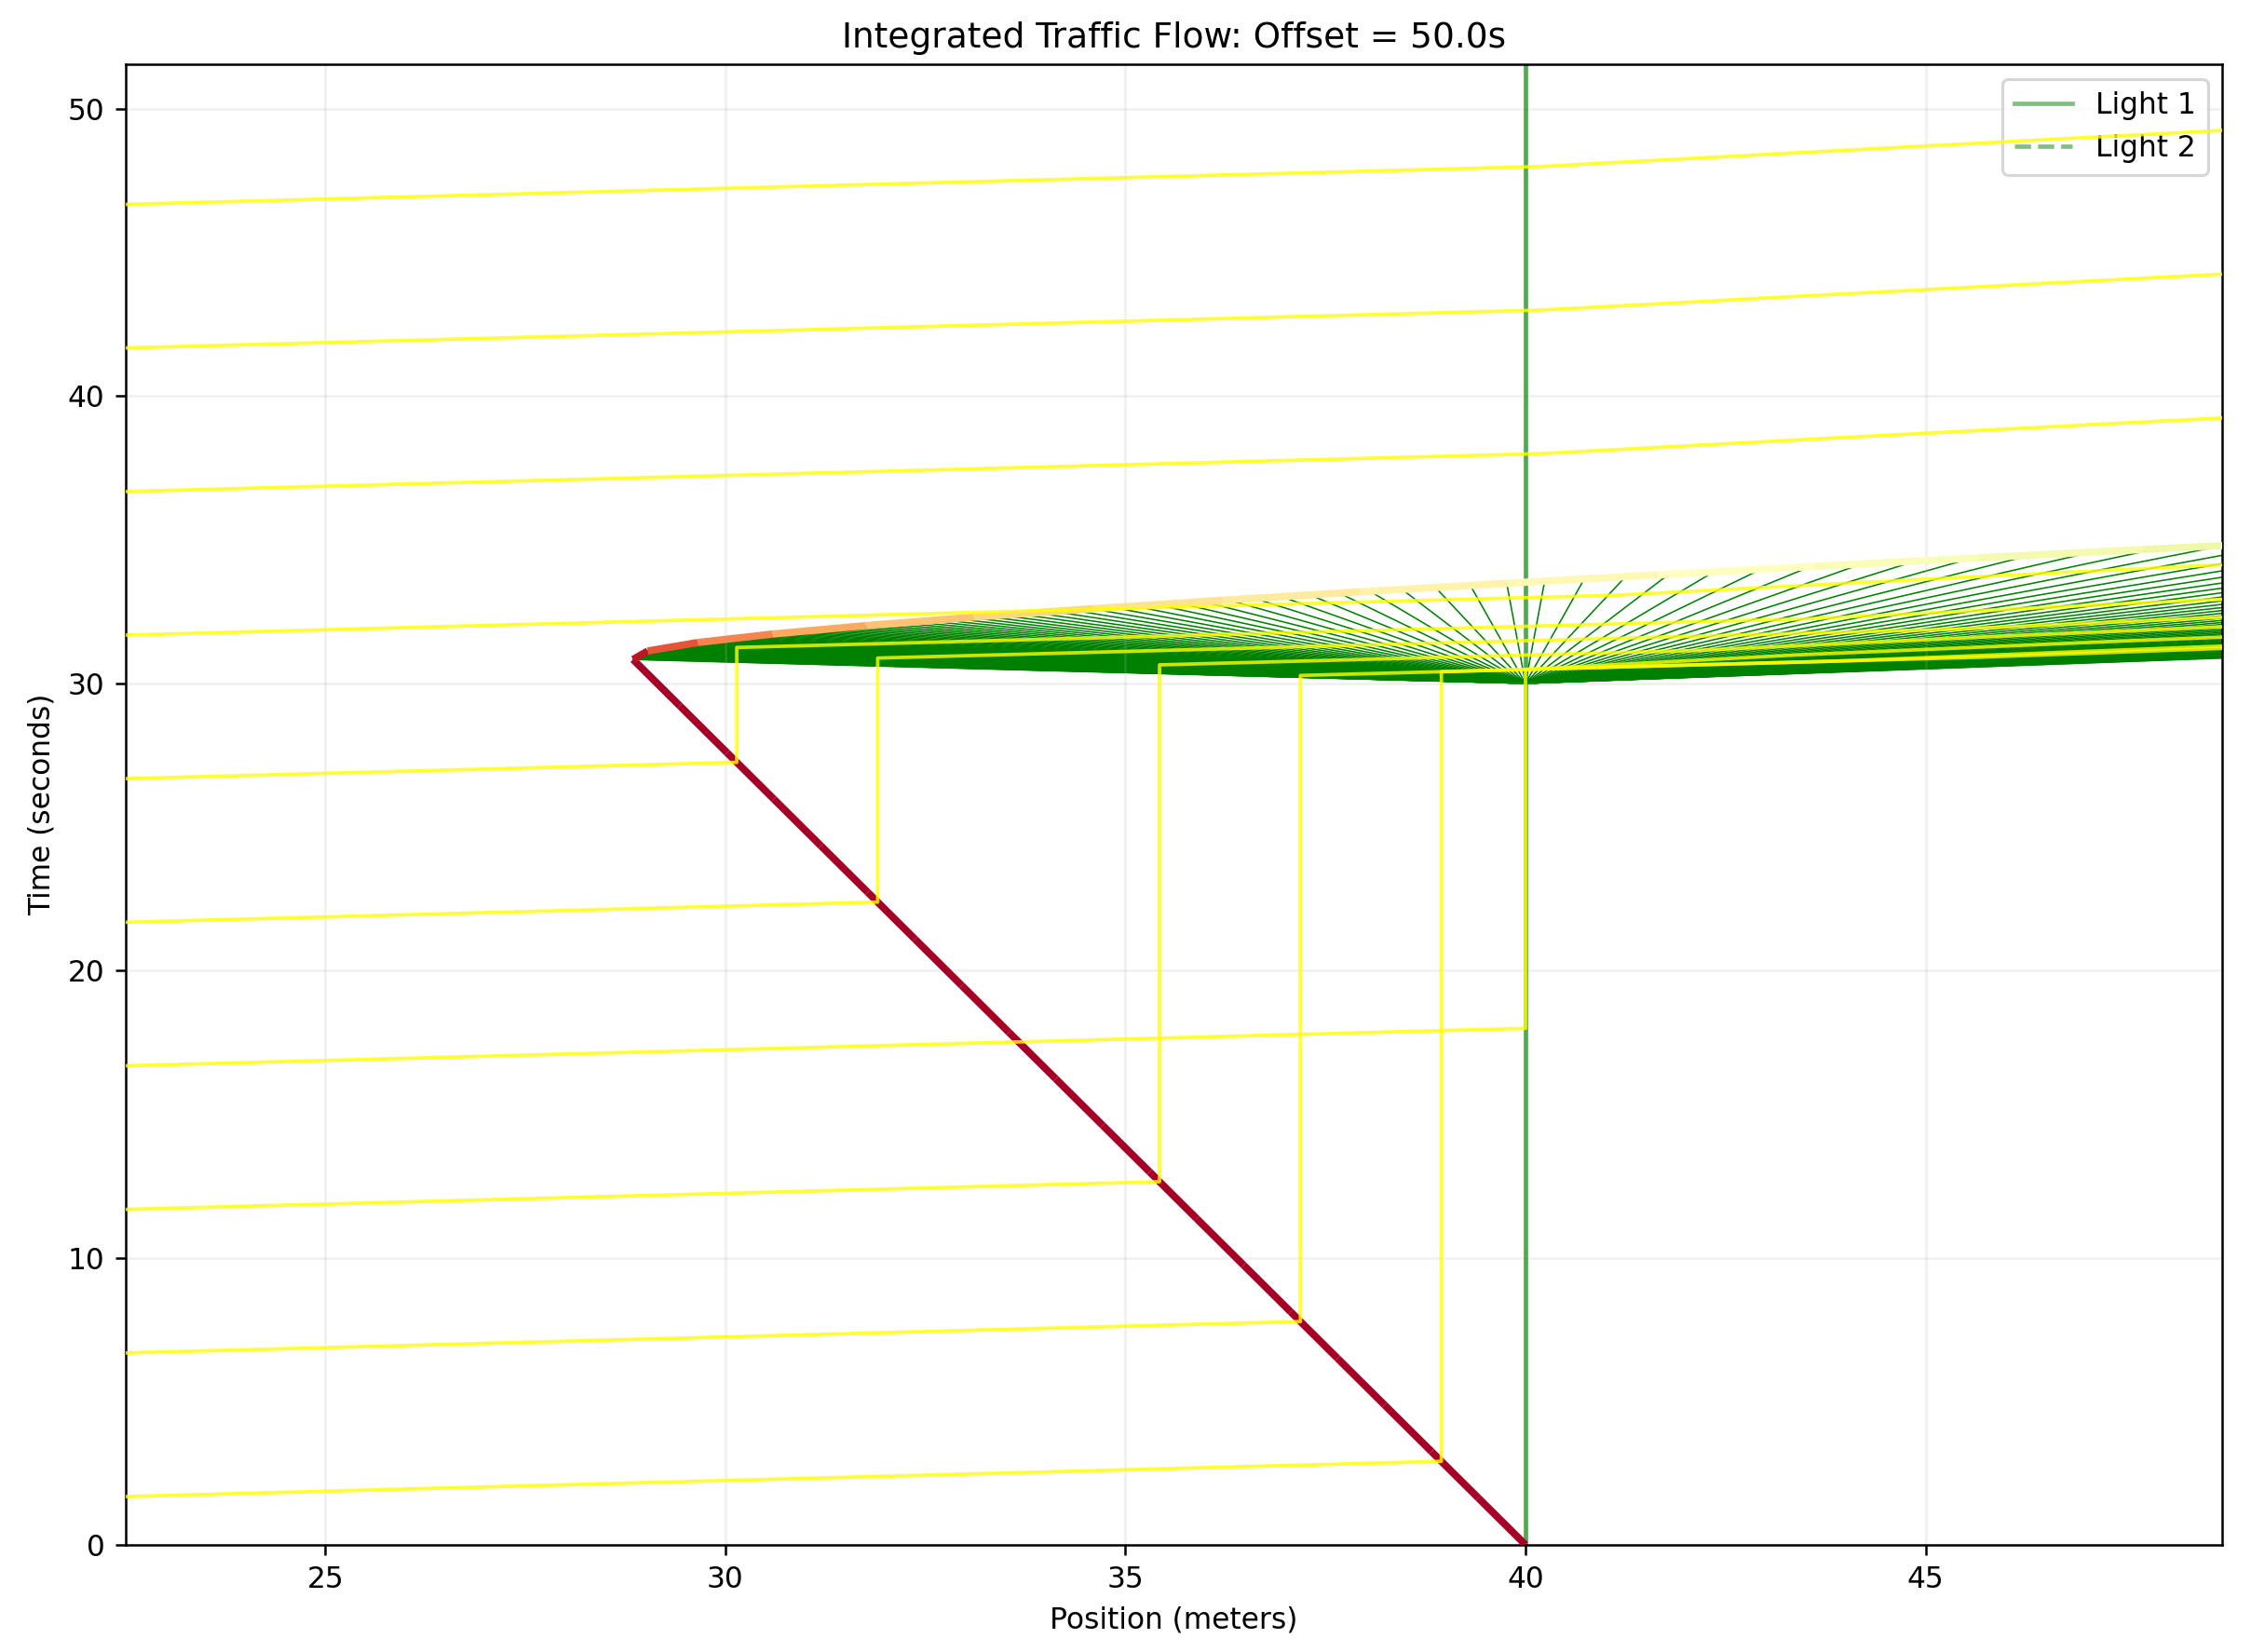 Integrated Traffic Flow: Offset = 50.0s
Light 1
Light 2
50
40
30
20
10
0
Time (seconds)
25
30
35
40
45
Position (meters)